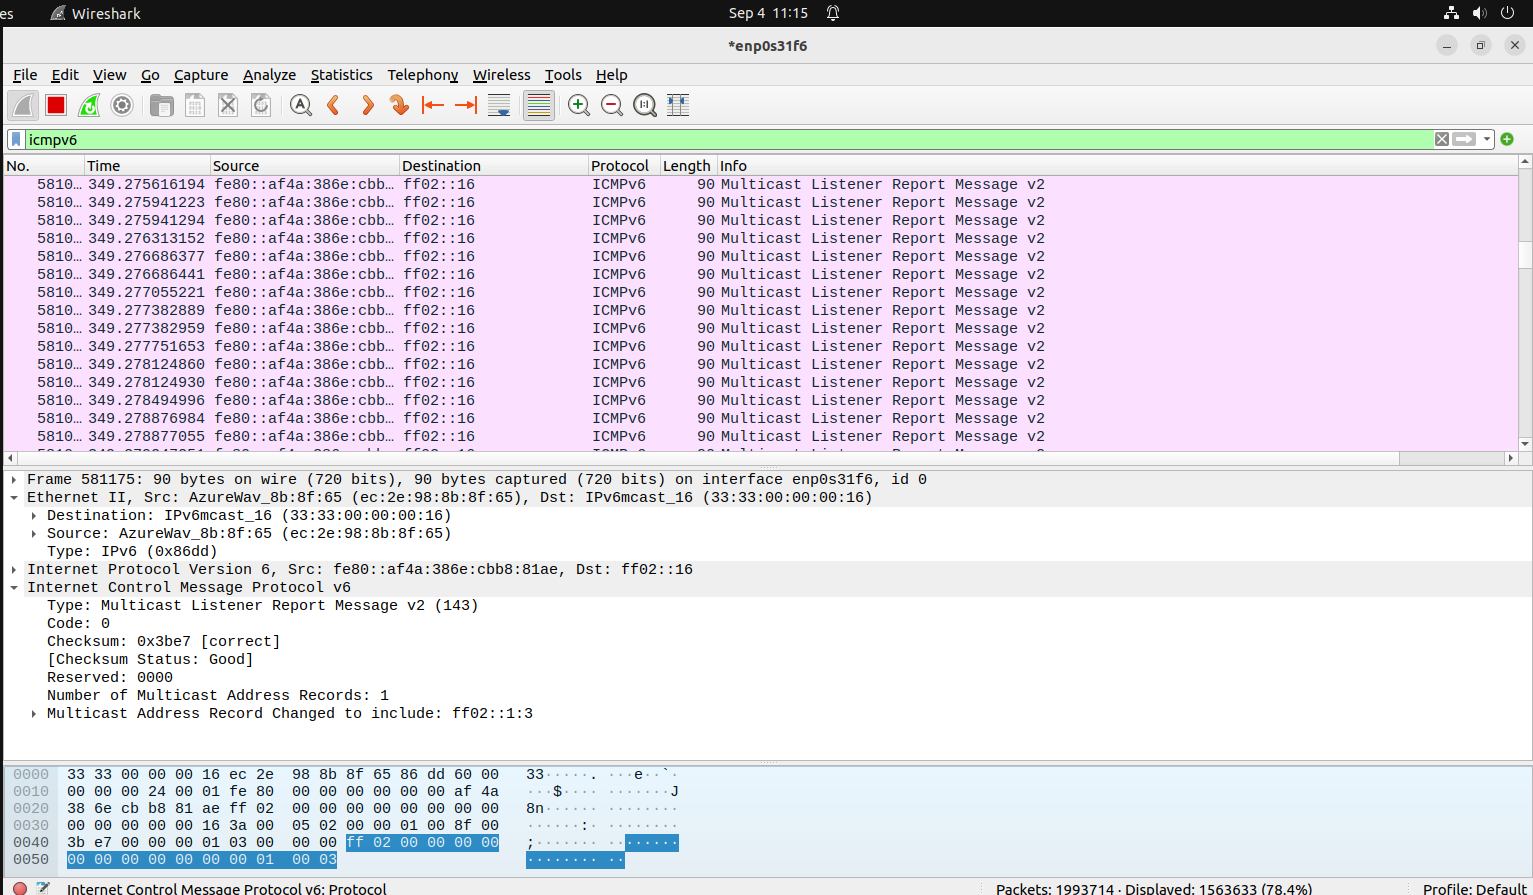 es Wireshark Sep 4 11:15
*enp0s31f6
File Edit View Go Capture Analyze Statistics Telephony Wireless Tools Help
icmpv6
No. Time Source Destination Protocol Length Info
5810… 349.275616194 fe80::af4a:386e:cbb… ff02::16 ICMPv6 90 Multicast Listener Report Message v2
5810… 349.275941223 fe80::af4a:386e:cbb… ff02::16 ICMPv6 90 Multicast Listener Report Message v2
5810… 349.275941294 fe80::af4a:386e:cbb… ff02::16 ICMPv6 90 Multicast Listener Report Message v2
5810… 349.276313152 fe80::af4a:386e:cbb… ff02::16 ICMPv6 90 Multicast Listener Report Message v2
5810… 349.276686377 fe80::af4a:386e:cbb… ff02::16 ICMPv6 90 Multicast Listener Report Message v2
5810… 349.276686441 fe80::af4a:386e:cbb… ff02::16 ICMPv6 90 Multicast Listener Report Message v2
5810… 349.277055221 fe80::af4a:386e:cbb… ff02::16 ICMPv6 90 Multicast Listener Report Message v2
5810… 349.277382889 fe80::af4a:386e:cbb… ff02::16 ICMPv6 90 Multicast Listener Report Message v2
5810… 349.277382959 fe80::af4a:386e:cbb… ff02::16 ICMPv6 90 Multicast Listener Report Message v2
5810… 349.277751653 fe80::af4a:386e:cbb… ff02::16 ICMPv6 90 Multicast Listener Report Message v2
5810… 349.278124860 fe80::af4a:386e:cbb… ff02::16 ICMPv6 90 Multicast Listener Report Message v2
5810… 349.278124930 fe80::af4a:386e:cbb… ff02::16 ICMPv6 90 Multicast Listener Report Message v2
5810… 349.278494996 fe80::af4a:386e:cbb… ff02::16 ICMPv6 90 Multicast Listener Report Message v2
5810… 349.278876984 fe80::af4a:386e:cbb… ff02::16 ICMPv6 90 Multicast Listener Report Message v2
5810… 349.278877055 fe80::af4a:386e:cbb… ff02::16 ICMPv6 90 Multicast Listener Report Message v2
Frame 581175: 90 bytes on wire (720 bits), 90 bytes captured (720 bits) on interface enp0s31f6, id 0
Ethernet II, Src: AzureWav_8b:8f:65 (ec:2e:98:8b:8f:65), Dst: IPv6mcast_16 (33:33:00:00:00:16)
Destination: IPv6mcast_16 (33:33:00:00:00:16)
Source: AzureWav_8b:8f:65 (ec:2e:98:8b:8f:65)
Type: IPv6 (0x86dd)
Internet Protocol Version 6, Src: fe80::af4a:386e:cbb8:81ae, Dst: ff02::16
Internet Control Message Protocol v6
Type: Multicast Listener Report Message v2 (143)
Code: 0
Checksum: 0x3be7 [correct]
[Checksum Status: Good]
Reserved: 0000
Number of Multicast Address Records: 1
Multicast Address Record Changed to include: ff02::1:3
0000 33 33 00 00 00 16 ec 2e 98 8b 8f 65 86 dd 60 00 33·····. ···e··`·
0010 00 00 00 24 00 01 fe 80 00 00 00 00 00 00 af 4a ···$···· ·······J
0020 38 6e cb b8 81 ae ff 02 00 00 00 00 00 00 00 00 8n······ ········
0030 00 00 00 00 00 16 3a 00 05 02 00 00 01 00 8f 00 ······:· ········
0040 3b e7 00 00 00 01 03 00 00 00 ff 02 00 00 00 00 ;······· ········
0050 00 00 00 00 00 00 00 01 00 03 ········ ··
Internet Control Message Protocol v6: Protocol Packets: 1993714 · Displayed: 1563633 (78.4%) Profile: Default